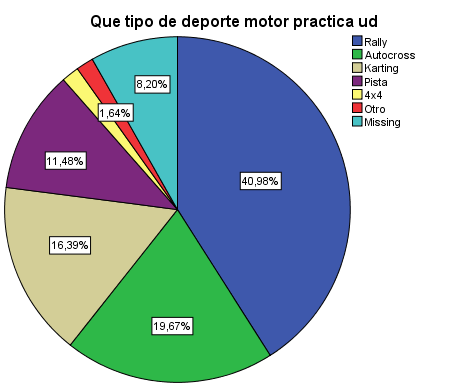 Que tipo de deporte motor practica ud
Rally
Autocross
Karting
Pista
4x4
Otro
Missing
8,20%
1,64%
11,48%
40,98%
16,39%
19,67%